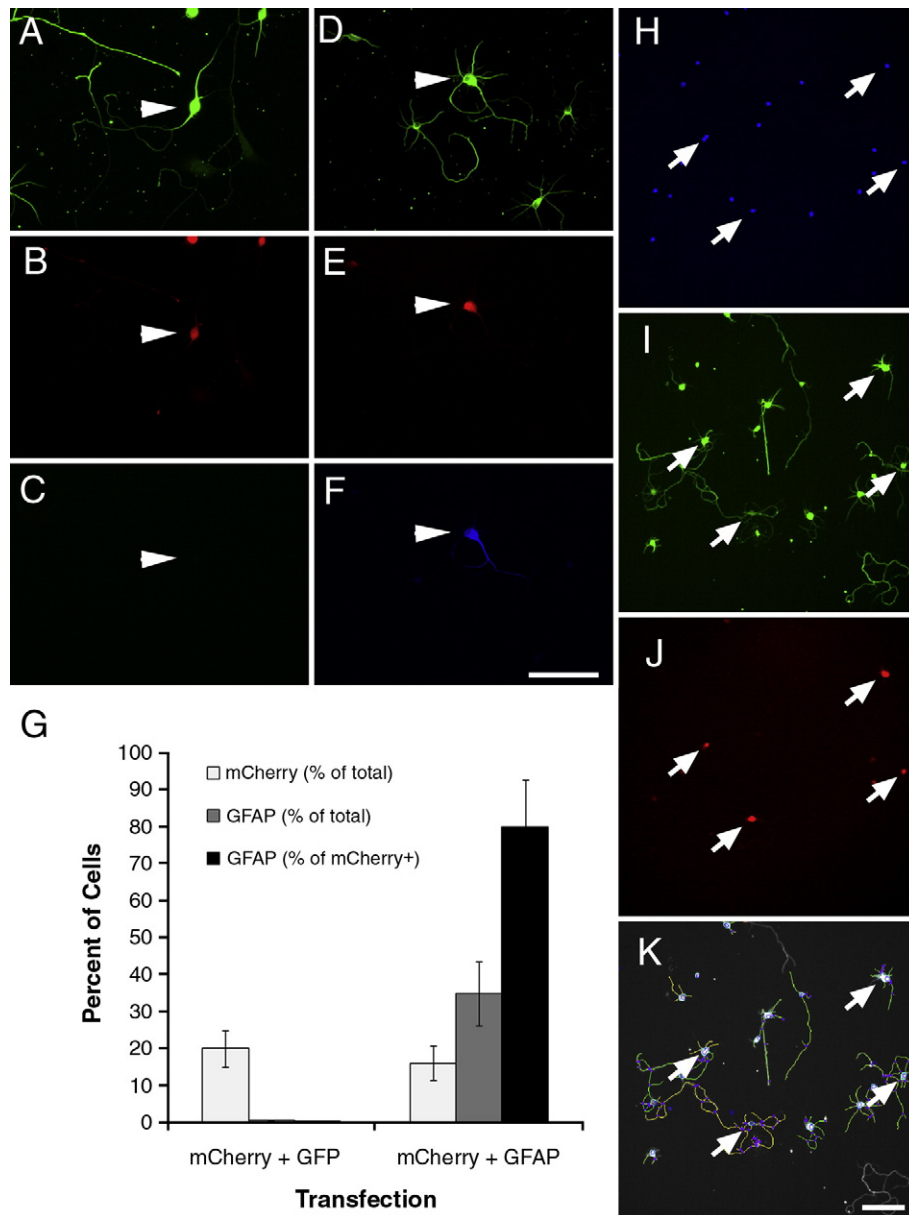 A
D
H
B
E
I
C
F
J
G
100
90
80
70
60
50
40
30
20
10
0
Percent of Cells
mCherry (% of total)
GFAP (% of total)
GFAP (% of mCherry+)
mCherry + GFP
mCherry + GFAP
Transfection
K